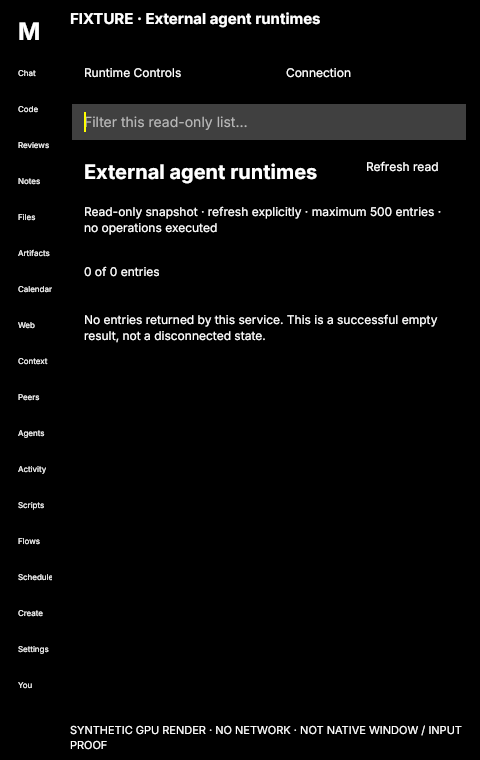 M
FIXTURE · External agent runtimes
Chat
Code
Reviews
Notes
Files
Artifacts
Calendar
Web
Context
Peers
Agents
Activity
Scripts
Flows
Schedule
Create
Settings
You
Runtime Controls
Connection
Filter this read-only list...
External agent runtimes
Refresh read
Read-only snapshot · refresh explicitly · maximum 500 entries ·
no operations executed
0 of 0 entries
No entries returned by this service. This is a successful empty
result, not a disconnected state.
SYNTHETIC GPU RENDER · NO NETWORK · NOT NATIVE WINDOW / INPUT
PROOF